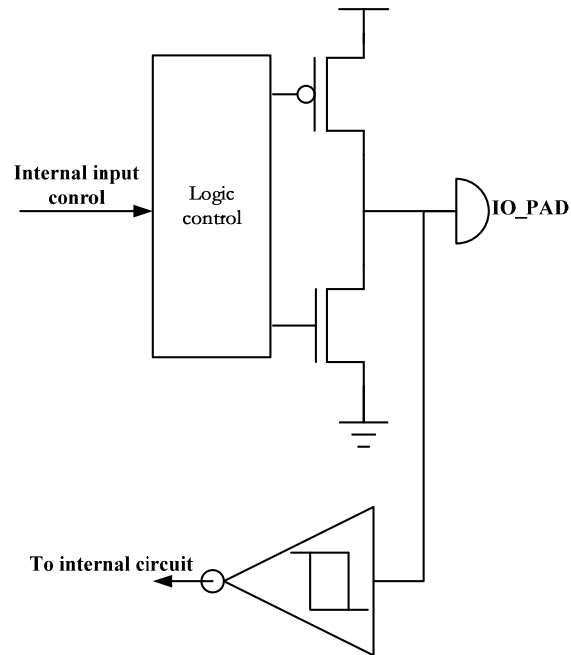 Internal input
conrol
Logic
control
IO_PAD
To internal circuit